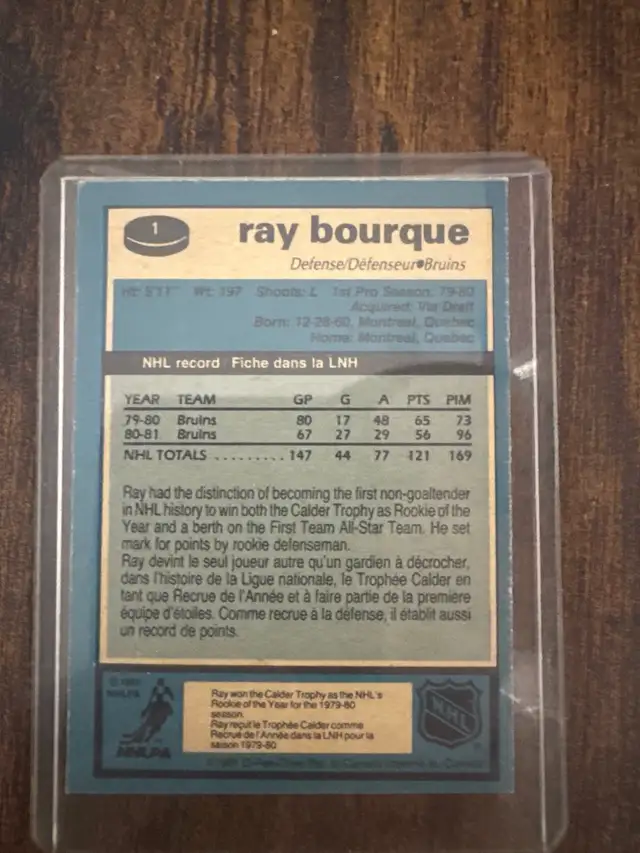 1
ray bourque
Defense/Défenseur•Bruins
Ht: 5'11" Wt: 197 Shoots: L 1st Pro Season: 79-80
Acquired: Via Draft
Born: 12-28-60, Montreal, Quebec
Home: Montreal, Quebec
NHL record Fiche dans la LNH
YEAR TEAM GP G A PTS PIM
79-80 Bruins 80 17 48 65 73
80-81 Bruins 67 27 29 56 96
NHL TOTALS ......... 147 44 77 121 169
Ray had the distinction of becoming the first non-goaltender
in NHL history to win both the Calder Trophy as Rookie of the
Year and a berth on the First Team All-Star Team. He set
mark for points by rookie defenseman.
Ray devint le seul joueur autre qu'un gardien à décrocher,
dans l'histoire de la Ligue nationale, le Trophée Calder en
tant que Recrue de l'Année et à faire partie de la première
équipe d'étoiles. Comme recrue à la défense, il établit aussi
un record de points.
NHLPA
NHLPA
Ray won the Calder Trophy as the NHL's
Rookie of the Year for the 1979-80
season.
Ray reçut le Trophée Calder comme
Recrue de l'Année dans la LNH pour la
saison 1979-80
NHL